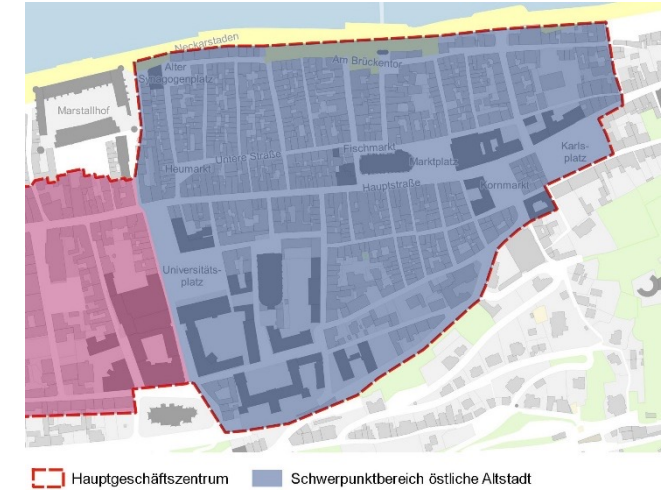 Neckarstaden
Alter
Synagogenplatz
Am Brückentor
Marstallhof
Heumarkt
Untere Straße
Fischmarkt
Marktplatz
Karls-
platz
Hauptstraße
Kornmarkt
Universitäts-
platz
Hauptgeschäftszentrum
Schwerpunktbereich östliche Altstadt